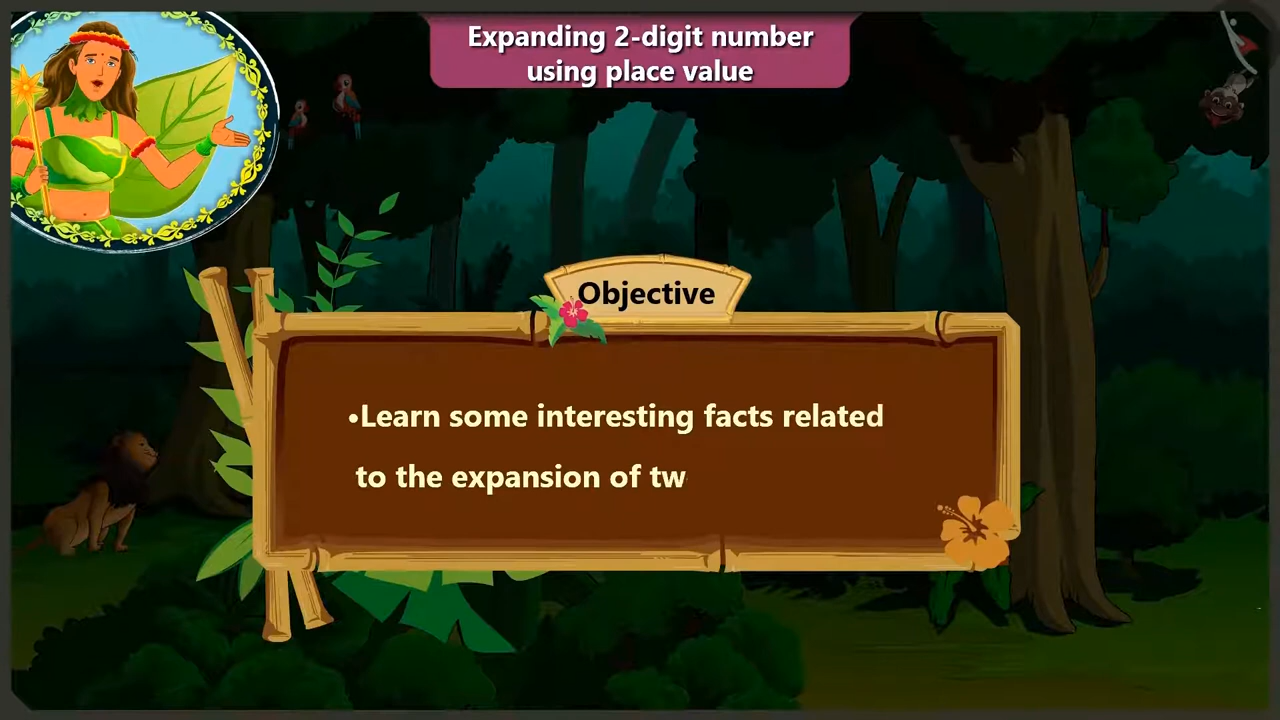 Expanding 2-digit number
using place value
Objective
•Learn some interesting facts related
to the expansion of tw